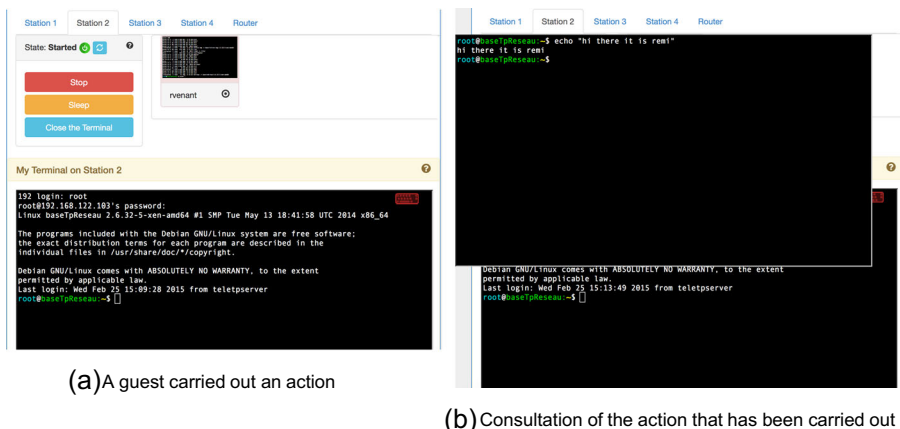 Station 1 Station 2 Station 3 Station 4 Router
State: Started
Stop
Sleep
Close the Terminal
rvenant
My Terminal on Station 2
192 login: root
root@192.168.122.103's password:
Linux baseTpReseau 2.6.32-5-xen-amd64 #1 SMP Tue May 13 18:41:58 UTC 2014 x86_64
The programs included with the Debian GNU/Linux system are free software;
the exact distribution terms for each program are described in the
individual files in /usr/share/doc/*/copyright.
Debian GNU/Linux comes with ABSOLUTELY NO WARRANTY, to the extent
permitted by applicable law.
Last login: Wed Feb 25 15:09:28 2015 from teletpserver
root@baseTpReseau:~$
(a) A guest carried out an action
Station 1 Station 2 Station 3 Station 4 Router
root@baseTpReseau:~$ echo "hi there it is remi"
hi there it is remi
root@baseTpReseau:~$
Debian GNU/Linux comes with ABSOLUTELY NO WARRANTY, to the extent
permitted by applicable law.
Last login: Wed Feb 25 15:13:49 2015 from teletpserver
root@baseTpReseau:~$
(b) Consultation of the action that has been carried out